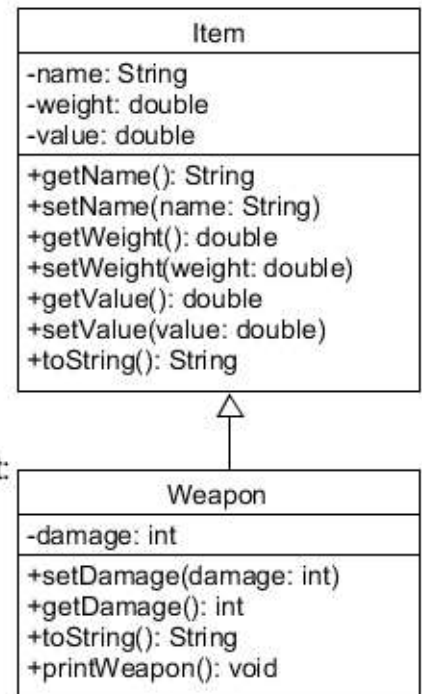 Item
-name: String
-weight: double
-value: double
+getName(): String
+setName(name: String)
+getWeight(): double
+setWeight(weight: double)
+getValue(): double
+setValue(value: double)
+toString(): String
Weapon
-damage: int
+setDamage(damage: int)
+getDamage(): int
+toString(): String
+printWeapon(): void